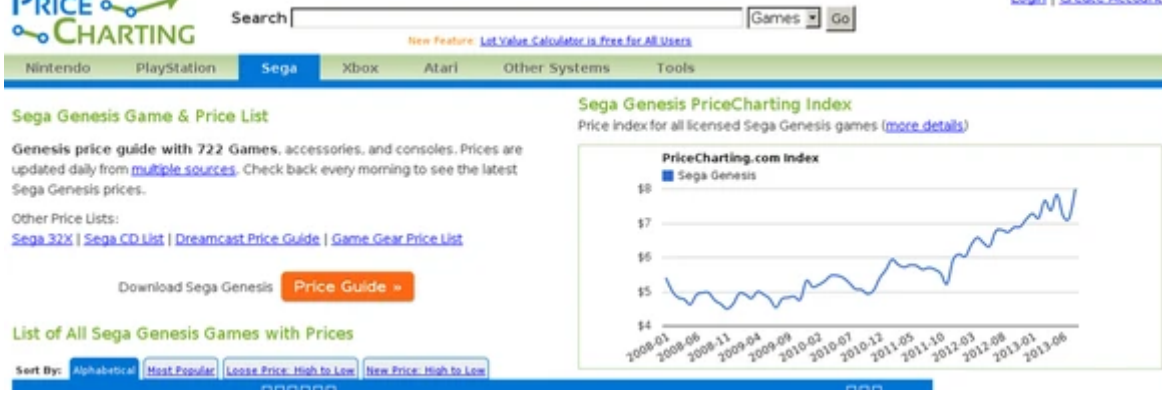 PRICE
CHARTING
Search
Games
Go
Login | Create Account
New Feature: Lot Value Calculator is Free for All Users
Nintendo PlayStation Sega Xbox Atari Other Systems Tools
Sega Genesis Game & Price List
Genesis price guide with 722 Games, accessories, and consoles. Prices are
updated daily from multiple sources. Check back every morning to see the latest
Sega Genesis prices.
Other Price Lists:
Sega 32X | Sega CD List | Dreamcast Price Guide | Game Gear Price List
Download Sega Genesis Price Guide »
List of All Sega Genesis Games with Prices
Sort By: Alphabetical Most Popular Loose Price: High to Low New Price: High to Low
Sega Genesis PriceCharting Index
Price index for all licensed Sega Genesis games (more details)
PriceCharting.com Index
Sega Genesis
$8
$7
$6
$5
$4
2008-01 2008-06 2008-11 2009-04 2009-09 2010-02 2010-07 2010-12 2011-05 2011-10 2012-03 2012-08 2013-01 2013-06